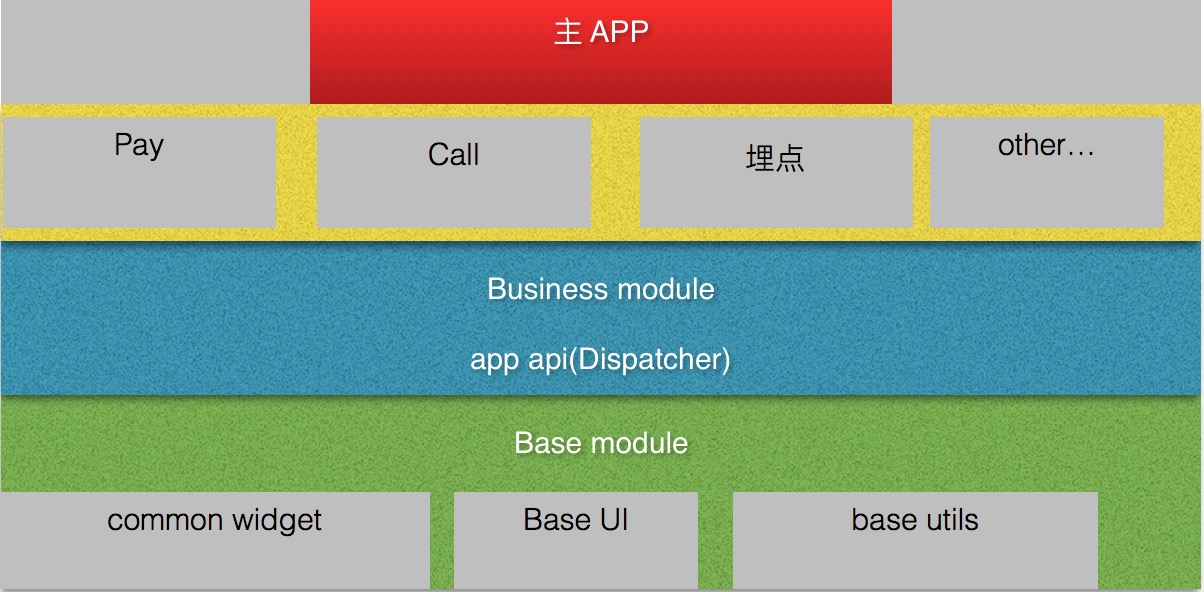 主 APP
Pay
Call
埋点
other…
Business module
app api(Dispatcher)
Base module
common widget
Base UI
base utils